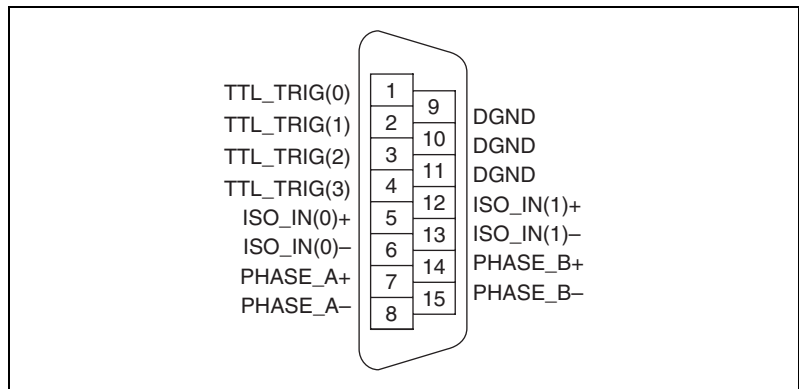 TTL_TRIG(0)
TTL_TRIG(1)
TTL_TRIG(2)
TTL_TRIG(3)
ISO_IN(0)+
ISO_IN(0)–
PHASE_A+
PHASE_A–
1
2
3
4
5
6
7
8
9
10
11
12
13
14
15
DGND
DGND
DGND
ISO_IN(1)+
ISO_IN(1)–
PHASE_B+
PHASE_B–